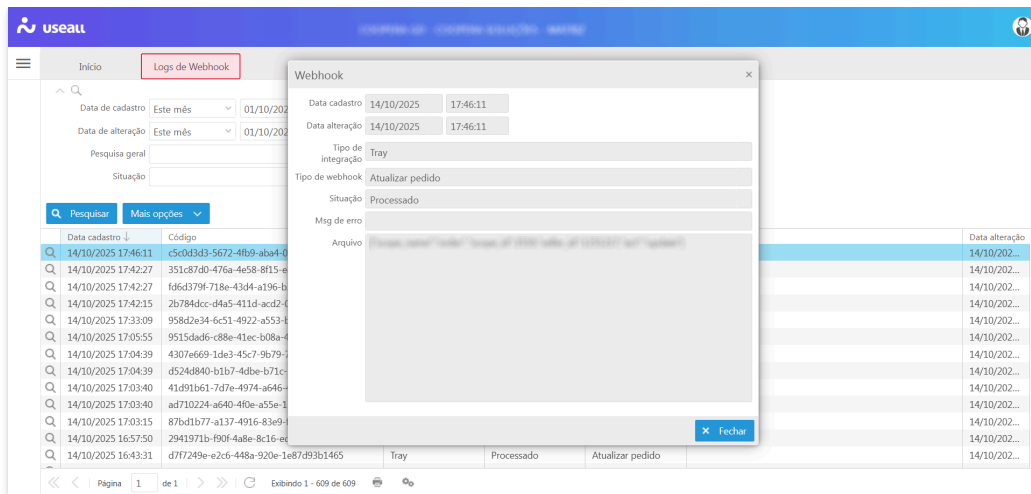 useall
Início
Logs de Webhook
Data de cadastro Este mês 01/10/202
Data de alteração Este mês 01/10/202
Pesquisa geral
Situação
Pesquisar Mais opções
Webhook ×
Data cadastro 14/10/2025 17:46:11
Data alteração 14/10/2025 17:46:11
Tipo de integração Tray
Tipo de webhook Atualizar pedido
Situação Processado
Msg de erro
Arquivo
Fechar
Data cadastro ↓ Código Data alteração
14/10/2025 17:46:11 c5c0d3d3-5672-4fb9-aba4-0 14/10/202...
14/10/2025 17:42:27 351c87d0-476a-4e58-8f15-e 14/10/202...
14/10/2025 17:42:27 fd6d379f-718e-43d4-a196-b 14/10/202...
14/10/2025 17:42:15 2b784dcc-d4a5-411d-acd2-0 14/10/202...
14/10/2025 17:33:09 958d2e34-6c51-4922-a553-b 14/10/202...
14/10/2025 17:05:55 9515dad6-c88e-41ec-b08a-4 14/10/202...
14/10/2025 17:04:39 4307e669-1de3-45c7-9b79-7 14/10/202...
14/10/2025 17:04:39 d524d840-b1b7-4dbe-b71c- 14/10/202...
14/10/2025 17:03:40 41d91b61-7d7e-4974-a646- 14/10/202...
14/10/2025 17:03:40 ad710224-a640-4f0e-a55e-1 14/10/202...
14/10/2025 17:03:15 87bd1b77-a137-4916-83e9- 14/10/202...
14/10/2025 16:57:50 2941971b-f90f-4a8e-8c16-ec 14/10/202...
14/10/2025 16:43:31 d7f7249e-e2c6-448a-920e-1e87d93b1465 Tray Processado Atualizar pedido 14/10/202...
Página 1 de 1 Exibindo 1 - 609 de 609